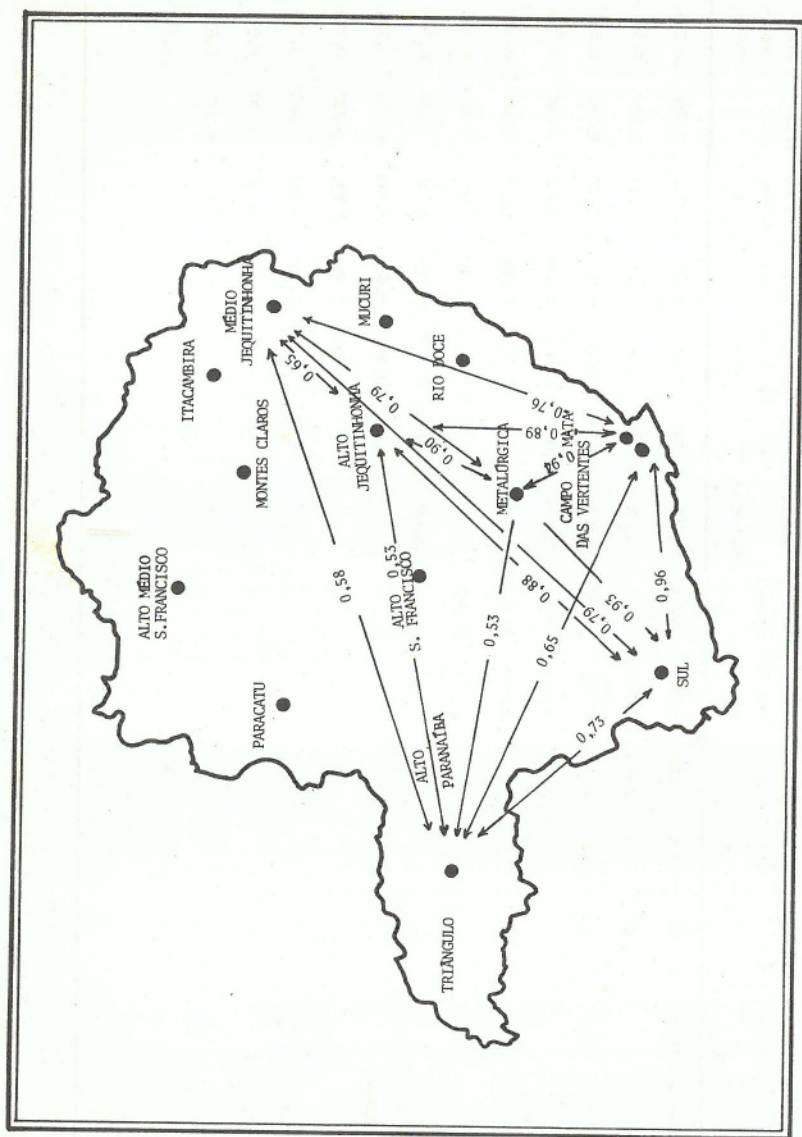 ALTO MÉDIO
S. FRANCISCO
ITACAMBIRA
MÉDIO
JEQUITINHONHA
MONTES CLAROS
PARACATU
MUCURI
0,65
0,79
ALTO
JEQUITINHONHA
RIO DOCE
0,58
0,53
ALTO
S. FRANCISCO
0,90
0,89
0,76
ALTO
PARANAÍBA
METALÚRGICA
MATA
TRIÂNGULO
0,53
0,88
0,79
0,93
CAMPO
DAS VERTENTES
0,65
0,96
0,73
SUL